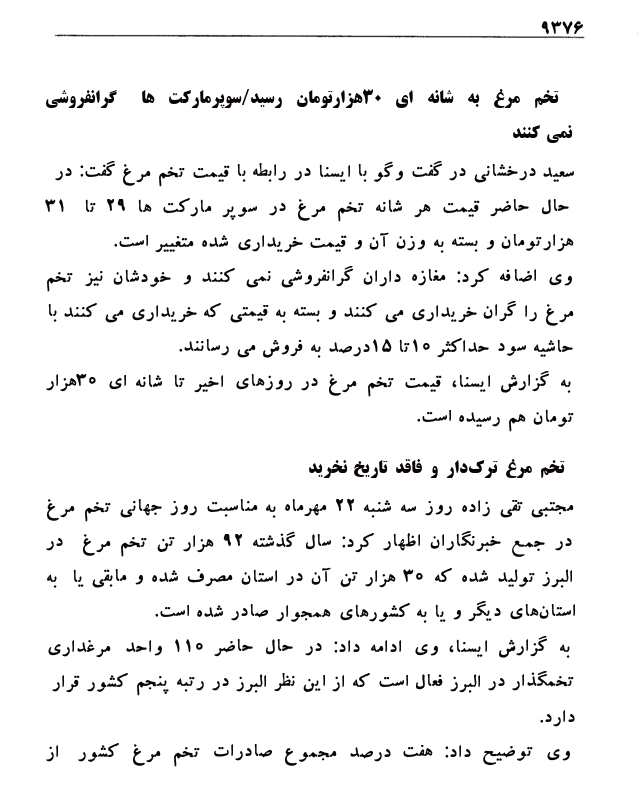 ۹۳۷۶
تخم مرغ به شانه ای ۳۰هزارتومان رسید/سوپرمارکت ها گرانفروشی
نمی کنند
سعید درخشانی در گفت وگو با ایسنا در رابطه با قیمت تخم مرغ گفت: در
حال حاضر قیمت هر شانه تخم مرغ در سوپر مارکت ها ۲۹ تا ۳۱
هزارتومان و بسته به وزن آن و قیمت خریداری شده متغییر است.
وی اضافه کرد: مغازه داران گرانفروشی نمی کنند و خودشان نیز تخم
مرغ را گران خریداری می کنند و بسته به قیمتی که خریداری می کنند با
حاشیه سود حداکثر ۱۰تا ۱۵درصد به فروش می رسانند.
به گزارش ایسنا، قیمت تخم مرغ در روزهای اخیر تا شانه ای ۳۰هزار
تومان هم رسیده است.
تخم مرغ ترک‌دار و فاقد تاریخ نخرید
مجتبی تقی زاده روز سه شنبه ۲۲ مهرماه به مناسبت روز جهانی تخم مرغ
در جمع خبرنگاران اظهار کرد: سال گذشته ۹۲ هزار تن تخم مرغ در
البرز تولید شده که ۳۰ هزار تن آن در استان مصرف شده و مابقی یا به
استان‌های دیگر و یا به کشورهای همجوار صادر شده است.
به گزارش ایسنا، وی ادامه داد: در حال حاضر ۱۱۰ واحد مرغداری
تخمگذار در البرز فعال است که از این نظر البرز در رتبه پنجم کشور قرار
دارد.
وی توضیح داد: هفت درصد مجموع صادرات تخم مرغ کشور از